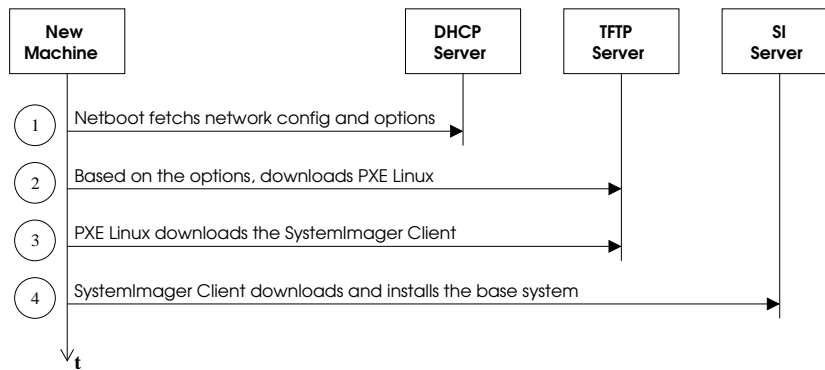 New
Machine
DHCP
Server
TFTP
Server
SI
Server
1
Netboot fetchs network config and options
2
Based on the options, downloads PXE Linux
3
PXE Linux downloads the SystemImager Client
4
SystemImager Client downloads and installs the base system
t